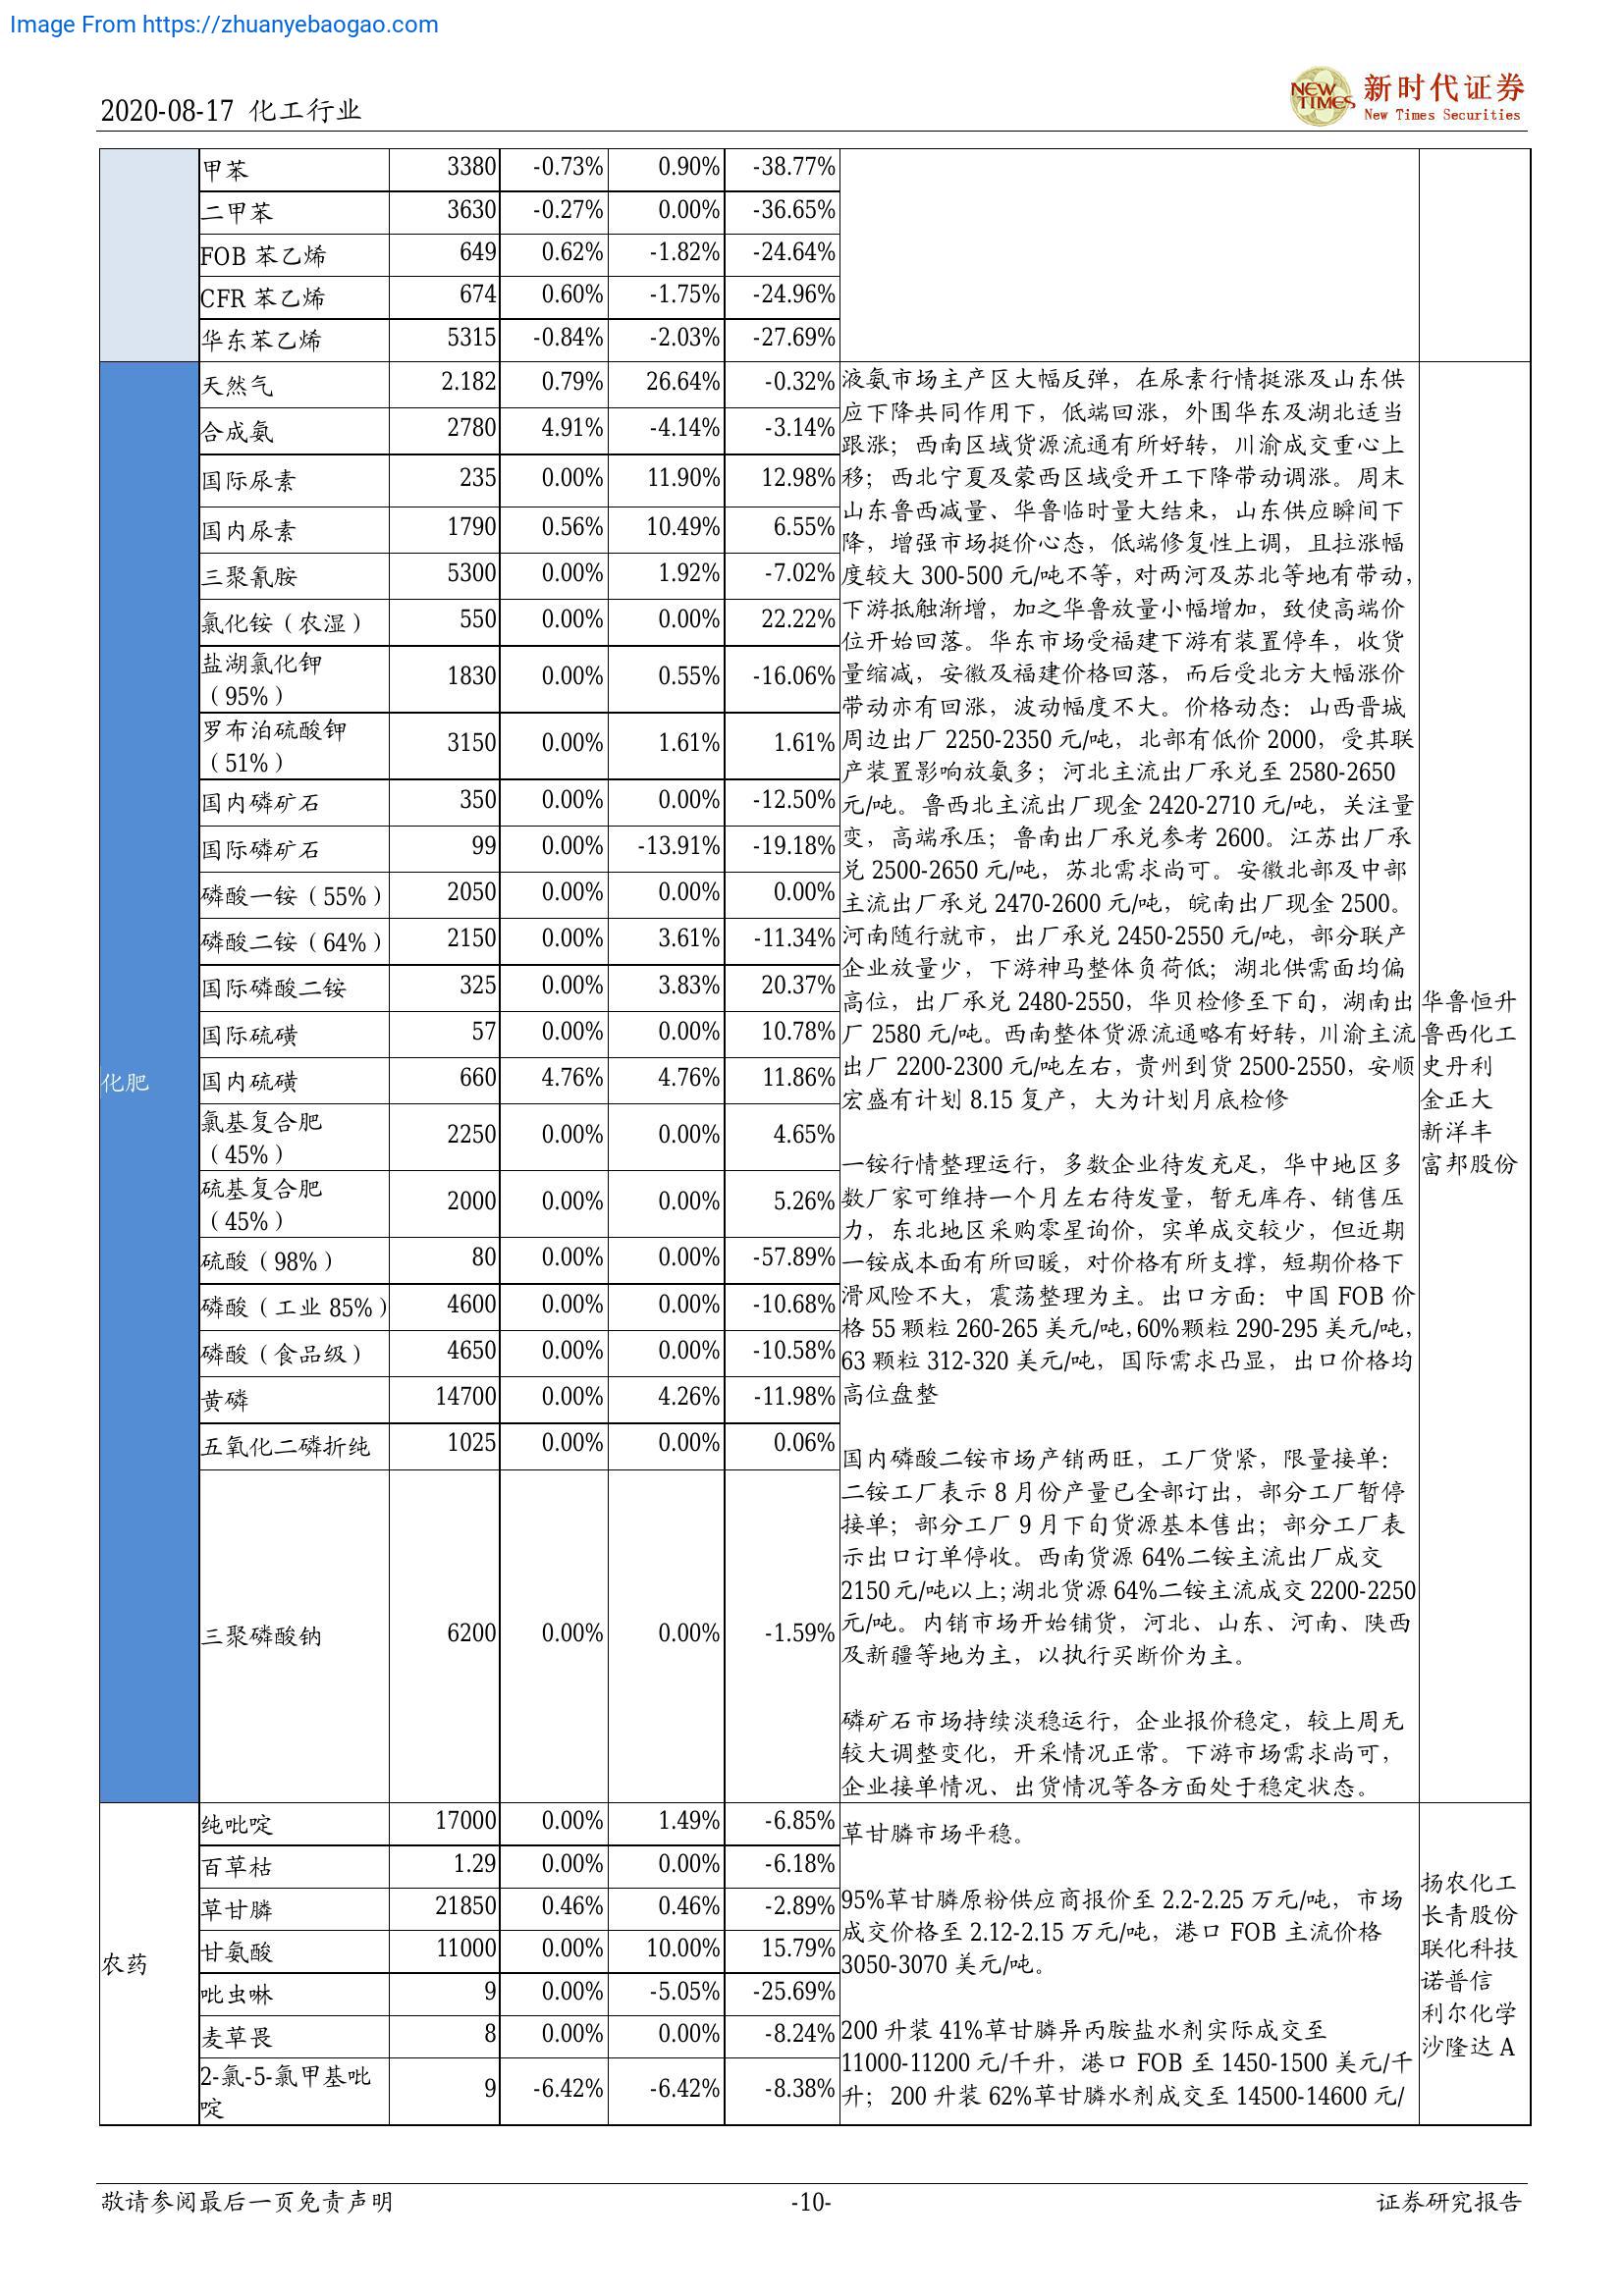 Image From https://zhuanyebaogao.com
2020-08-17 化工行业
NEW TIMES
新时代证券
New Times Securities
甲苯 3380 -0.73% 0.90% -38.77%
二甲苯 3630 -0.27% 0.00% -36.65%
FOB 苯乙烯 649 0.62% -1.82% -24.64%
CFR 苯乙烯 674 0.60% -1.75% -24.96%
华东苯乙烯 5315 -0.84% -2.03% -27.69%
化肥
天然气 2.182 0.79% 26.64% -0.32%
合成氨 2780 4.91% -4.14% -3.14%
国际尿素 235 0.00% 11.90% 12.98%
国内尿素 1790 0.56% 10.49% 6.55%
三聚氰胺 5300 0.00% 1.92% -7.02%
氯化铵（农湿） 550 0.00% 0.00% 22.22%
盐湖氯化钾
（95%） 1830 0.00% 0.55% -16.06%
罗布泊硫酸钾
（51%） 3150 0.00% 1.61% 1.61%
国内磷矿石 350 0.00% 0.00% -12.50%
国际磷矿石 99 0.00% -13.91% -19.18%
磷酸一铵（55%） 2050 0.00% 0.00% 0.00%
磷酸二铵（64%） 2150 0.00% 3.61% -11.34%
国际磷酸二铵 325 0.00% 3.83% 20.37%
国际硫磺 57 0.00% 0.00% 10.78%
国内硫磺 660 4.76% 4.76% 11.86%
氯基复合肥
（45%） 2250 0.00% 0.00% 4.65%
硫基复合肥
（45%） 2000 0.00% 0.00% 5.26%
硫酸（98%） 80 0.00% 0.00% -57.89%
磷酸（工业 85%） 4600 0.00% 0.00% -10.68%
磷酸（食品级） 4650 0.00% 0.00% -10.58%
黄磷 14700 0.00% 4.26% -11.98%
五氧化二磷折纯 1025 0.00% 0.00% 0.06%
三聚磷酸钠 6200 0.00% 0.00% -1.59%
液氨市场主产区大幅反弹，在尿素行情挺涨及山东供
应下降共同作用下，低端回涨，外围华东及湖北适当
跟涨；西南区域货源流通有所好转，川渝成交重心上
移；西北宁夏及蒙西区域受开工下降带动调涨。周末
山东鲁西减量、华鲁临时量大结束，山东供应瞬间下
降，增强市场挺价心态，低端修复性上调，且拉涨幅
度较大 300-500 元/吨不等，对两河及苏北等地有带动，
下游抵触渐增，加之华鲁放量小幅增加，致使高端价
位开始回落。华东市场受福建下游有装置停车，收货
量缩减，安徽及福建价格回落，而后受北方大幅涨价
带动亦有回涨，波动幅度不大。价格动态：山西晋城
周边出厂 2250-2350 元/吨，北部有低价 2000，受其联
产装置影响放氨多；河北主流出厂承兑至 2580-2650
元/吨。鲁西北主流出厂现金 2420-2710 元/吨，关注量
变，高端承压；鲁南出厂承兑参考 2600。江苏出厂承
兑 2500-2650 元/吨，苏北需求尚可。安徽北部及中部
主流出厂承兑 2470-2600 元/吨，皖南出厂现金 2500。
河南随行就市，出厂承兑 2450-2550 元/吨，部分联产
企业放量少，下游神马整体负荷低；湖北供需面均偏
高位，出厂承兑 2480-2550，华贝检修至下旬，湖南出
厂 2580 元/吨。西南整体货源流通略有好转，川渝主流
出厂 2200-2300 元/吨左右，贵州到货 2500-2550，安顺
宏盛有计划 8.15 复产，大为计划月底检修
一铵行情整理运行，多数企业待发充足，华中地区多
数厂家可维持一个月左右待发量，暂无库存、销售压
力，东北地区采购零星询价，实单成交较少，但近期
一铵成本面有所回暖，对价格有所支撑，短期价格下
滑风险不大，震荡整理为主。出口方面：中国 FOB 价
格 55 颗粒 260-265 美元/吨，60%颗粒 290-295 美元/吨，
63 颗粒 312-320 美元/吨，国际需求凸显，出口价格均
高位盘整
国内磷酸二铵市场产销两旺，工厂货紧，限量接单：
二铵工厂表示 8 月份产量已全部订出，部分工厂暂停
接单；部分工厂 9 月下旬货源基本售出；部分工厂表
示出口订单停收。西南货源 64%二铵主流出厂成交
2150 元/吨以上；湖北货源 64%二铵主流成交 2200-2250
元/吨。内销市场开始铺货，河北、山东、河南、陕西
及新疆等地为主，以执行买断价为主。
磷矿石市场持续淡稳运行，企业报价稳定，较上周无
较大调整变化，开采情况正常。下游市场需求尚可，
企业接单情况、出货情况等各方面处于稳定状态。
华鲁恒升
鲁西化工
史丹利
金正大
新洋丰
富邦股份
农药
纯吡啶 17000 0.00% 1.49% -6.85%
百草枯 1.29 0.00% 0.00% -6.18%
草甘膦 21850 0.46% 0.46% -2.89%
甘氨酸 11000 0.00% 10.00% 15.79%
吡虫啉 9 0.00% -5.05% -25.69%
麦草畏 8 0.00% 0.00% -8.24%
2-氯-5-氯甲基吡
啶 9 -6.42% -6.42% -8.38%
草甘膦市场平稳。
95%草甘膦原粉供应商报价至 2.2-2.25 万元/吨，市场
成交价格至 2.12-2.15 万元/吨，港口 FOB 主流价格
3050-3070 美元/吨。
200 升装 41%草甘膦异丙胺盐水剂实际成交至
11000-11200 元/千升，港口 FOB 至 1450-1500 美元/千
升；200 升装 62%草甘膦水剂成交至 14500-14600 元/
扬农化工
长青股份
联化科技
诺普信
利尔化学
沙隆达 A
敬请参阅最后一页免责声明
-10-
证券研究报告